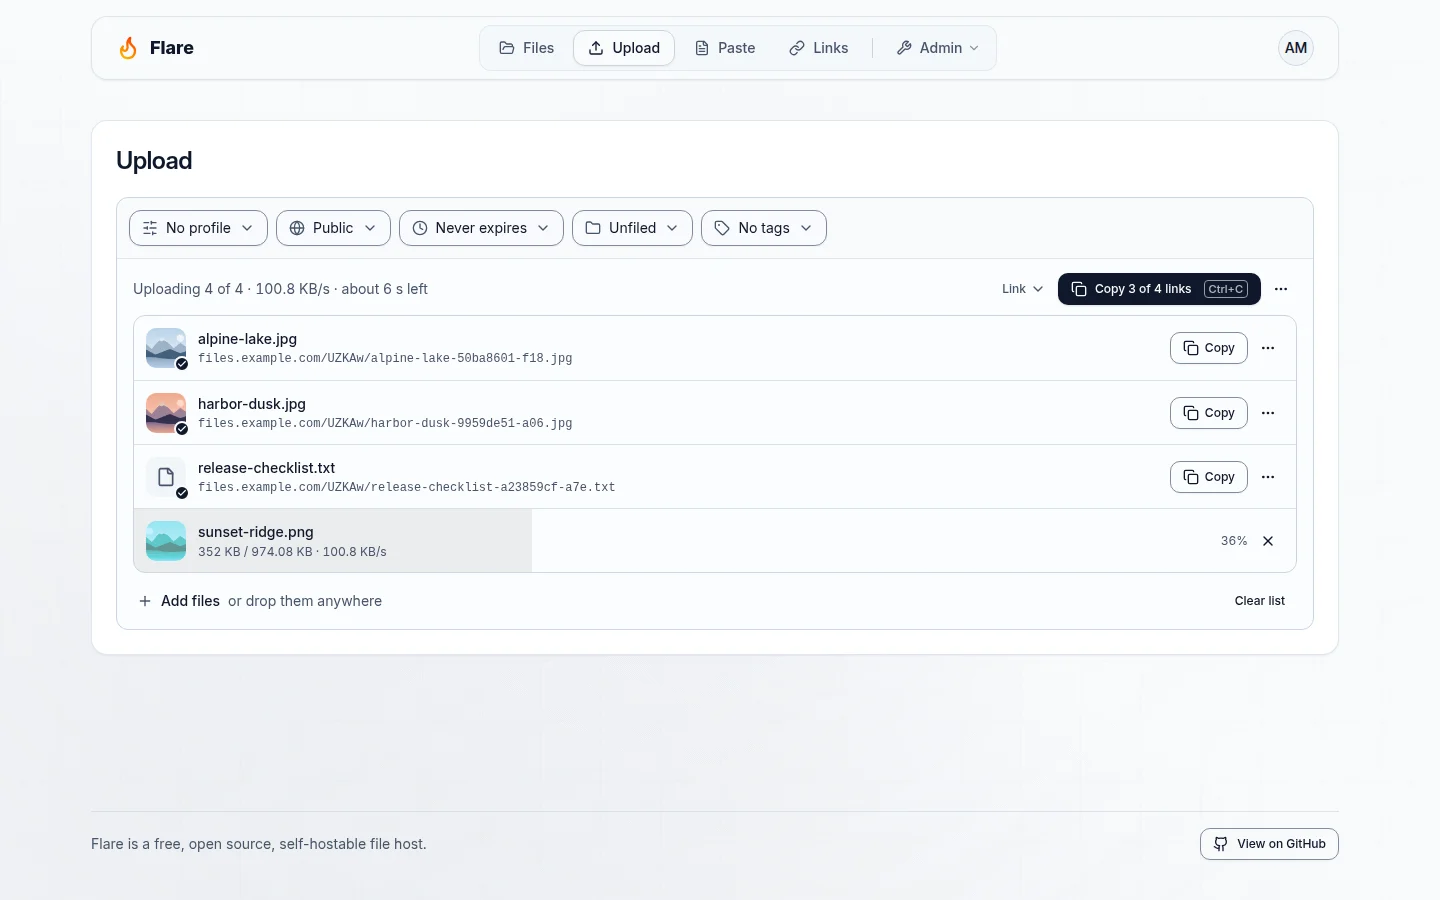 Flare
Files
Upload
Paste
Links
Admin
AM
Upload
No profile
Public
Never expires
Unfiled
No tags
Uploading 4 of 4 · 100.8 KB/s · about 6 s left
Link
Copy 3 of 4 links Ctrl+C
alpine-lake.jpg
files.example.com/UZKAw/alpine-lake-50ba8601-f18.jpg
Copy
harbor-dusk.jpg
files.example.com/UZKAw/harbor-dusk-9959de51-a06.jpg
Copy
release-checklist.txt
files.example.com/UZKAw/release-checklist-a23859cf-a7e.txt
Copy
sunset-ridge.png
352 KB / 974.08 KB · 100.8 KB/s
36%
Add files or drop them anywhere
Clear list
Flare is a free, open source, self-hostable file host.
View on GitHub